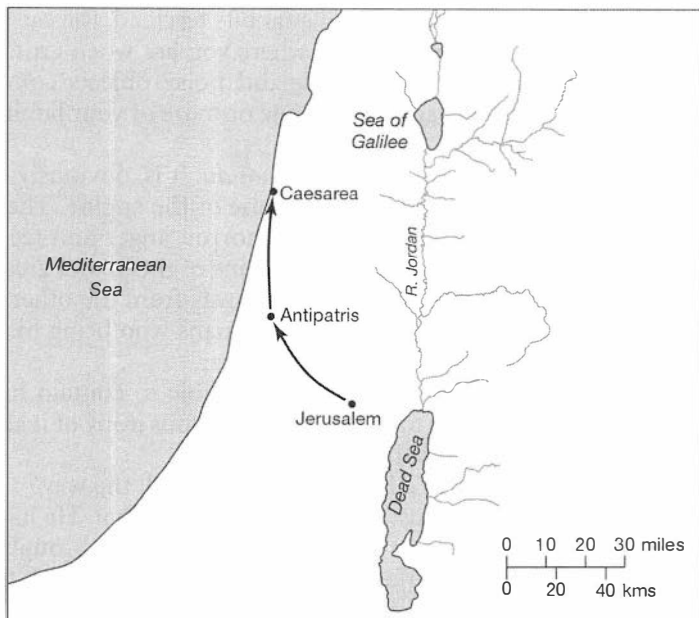 Sea of
Galilee
Caesarea
Mediterranean
Sea
R. Jordan
Antipatris
Jerusalem
Dead Sea
0 10 20 30 miles
0 20 40 kms